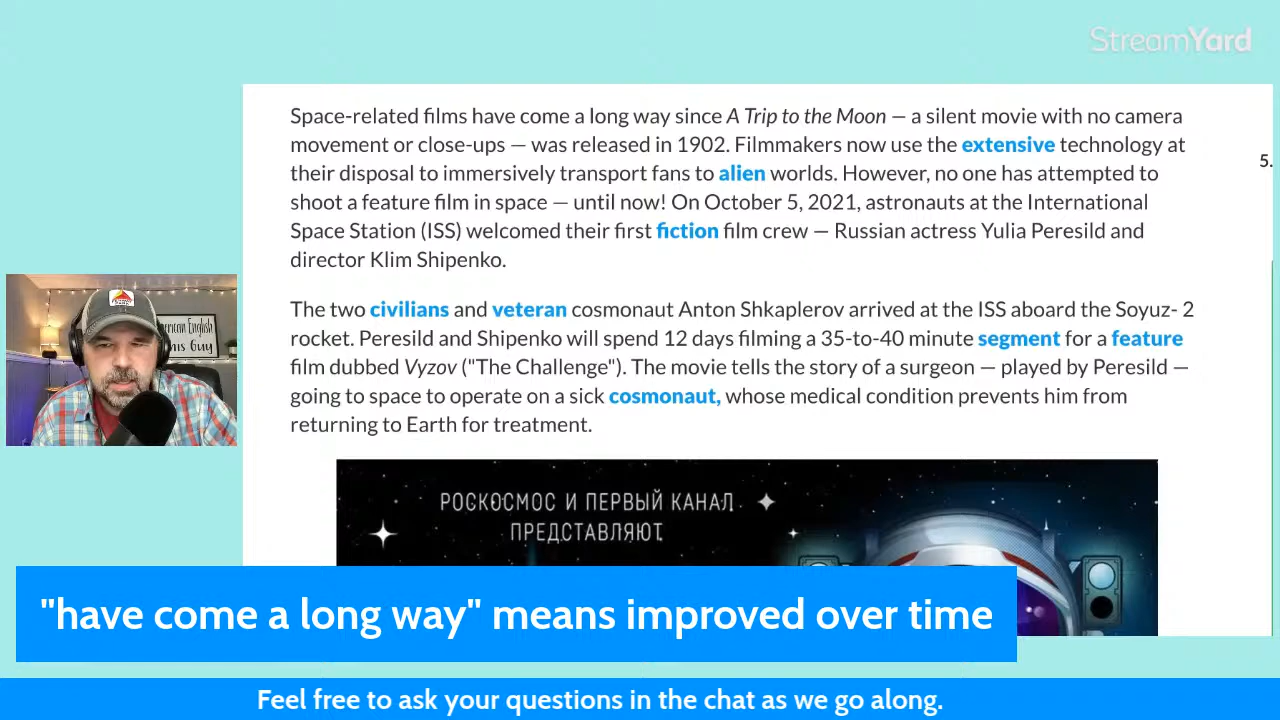 StreamYard
Space-related films have come a long way since A Trip to the Moon — a silent movie with no camera
movement or close-ups — was released in 1902. Filmmakers now use the extensive technology at
their disposal to immersively transport fans to alien worlds. However, no one has attempted to
shoot a feature film in space — until now! On October 5, 2021, astronauts at the International
Space Station (ISS) welcomed their first fiction film crew — Russian actress Yulia Peresild and
director Klim Shipenko.
5.
The two civilians and veteran cosmonaut Anton Shkaplerov arrived at the ISS aboard the Soyuz- 2
rocket. Peresild and Shipenko will spend 12 days filming a 35-to-40 minute segment for a feature
film dubbed Vyzov ("The Challenge"). The movie tells the story of a surgeon — played by Peresild —
going to space to operate on a sick cosmonaut, whose medical condition prevents him from
returning to Earth for treatment.
English
Guy
РОСКОСМОС И ПЕРВЫЙ КАНАЛ
ПРЕДСТАВЛЯЮТ
"have come a long way" means improved over time
Feel free to ask your questions in the chat as we go along.